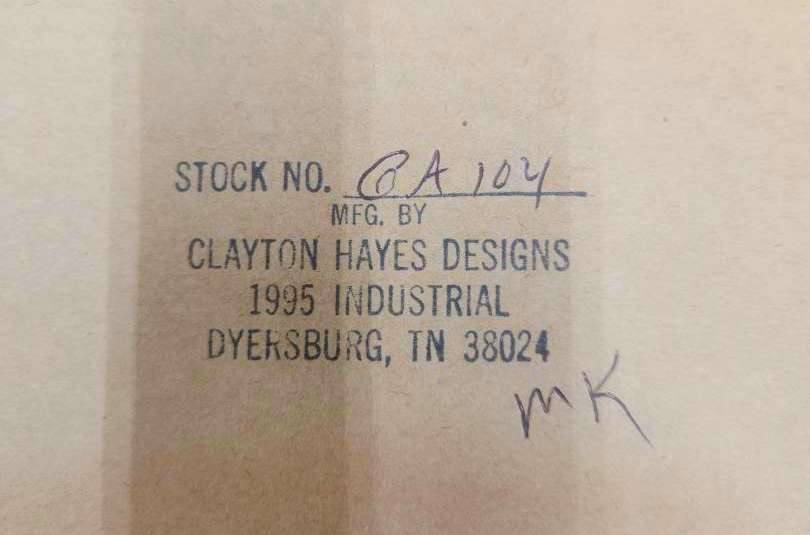 STOCK NO. CA 104
MFG. BY
CLAYTON HAYES DESIGNS
1995 INDUSTRIAL
DYERSBURG, TN 38024
MK